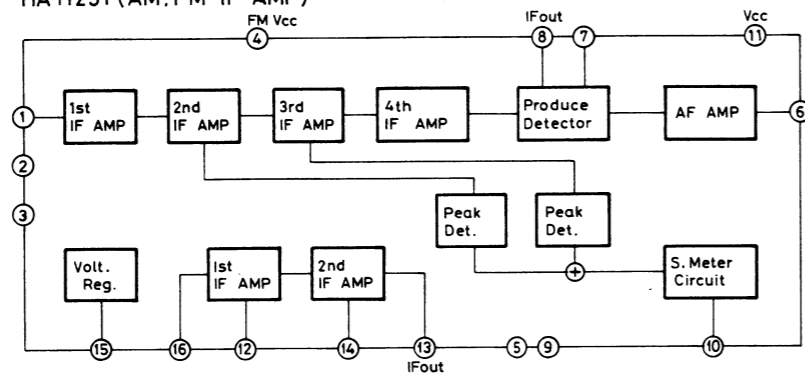 HA11251 (AM, FM IF AMP)
FM Vcc
IFout
Vcc
4
8
7
11
1
1st
IF AMP
2nd
IF AMP
3rd
IF AMP
4th
IF AMP
Produce
Detector
AF AMP
6
2
3
Peak
Det.
Peak
Det.
Volt.
Reg.
1st
IF AMP
2nd
IF AMP
+
S. Meter
Circuit
15
16
12
14
13
5
9
10
IFout